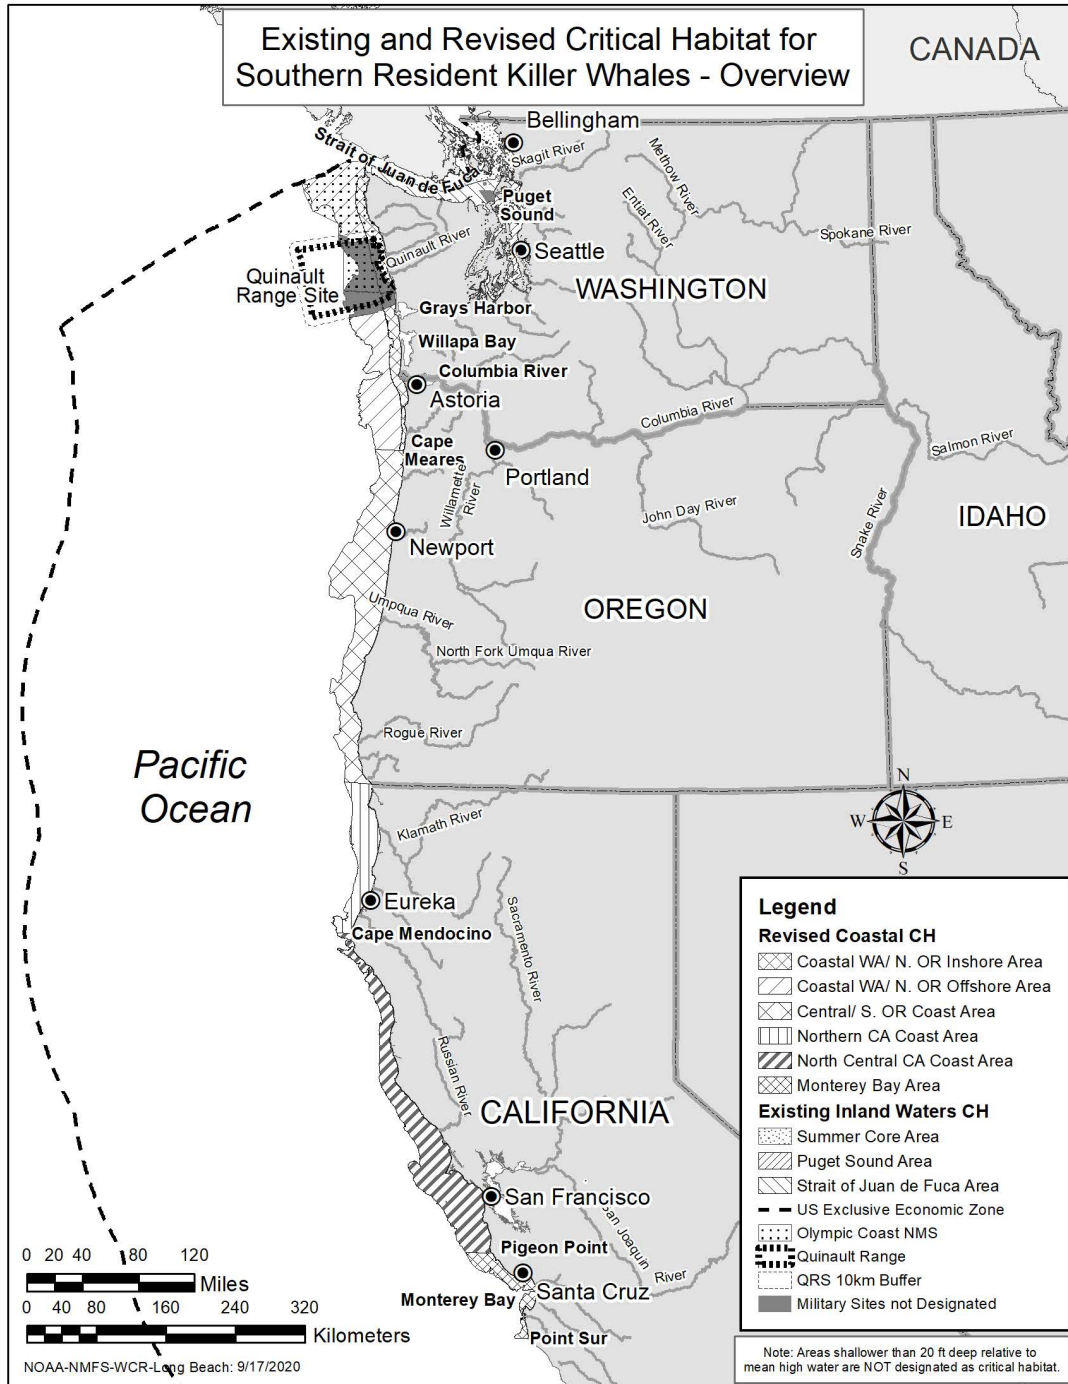 Existing and Revised Critical Habitat for
Southern Resident Killer Whales - Overview
CANADA
Bellingham
Strait of Juan de Fuca
Skagit River
Methow River
Puget
Sound
Entiat River
Spokane River
Quinault River
Seattle
Quinault
Range Site
WASHINGTON
Grays Harbor
Willapa Bay
Columbia River
Astoria
Columbia River
Cape
Meares
Salmon River
Portland
Willamette
River
John Day River
Snake River
IDAHO
Newport
Umpqua River
OREGON
North Fork Umqua River
Rogue River
Pacific
Ocean
N
W
E
S
Klamath River
Eureka
Sacramento River
Cape Mendocino
Russian River
CALIFORNIA
San Francisco
San Joaquin
River
Pigeon Point
Santa Cruz
Monterey Bay
Point Sur
Legend
Revised Coastal CH
Coastal WA/ N. OR Inshore Area
Coastal WA/ N. OR Offshore Area
Central/ S. OR Coast Area
Northern CA Coast Area
North Central CA Coast Area
Monterey Bay Area
Existing Inland Waters CH
Summer Core Area
Puget Sound Area
Strait of Juan de Fuca Area
US Exclusive Economic Zone
Olympic Coast NMS
Quinault Range
QRS 10km Buffer
Military Sites not Designated
0 20 40 80 120
Miles
0 40 80 160 240 320
Kilometers
NOAA-NMFS-WCR-Long Beach: 9/17/2020
Note: Areas shallower than 20 ft deep relative to
mean high water are NOT designated as critical habitat.